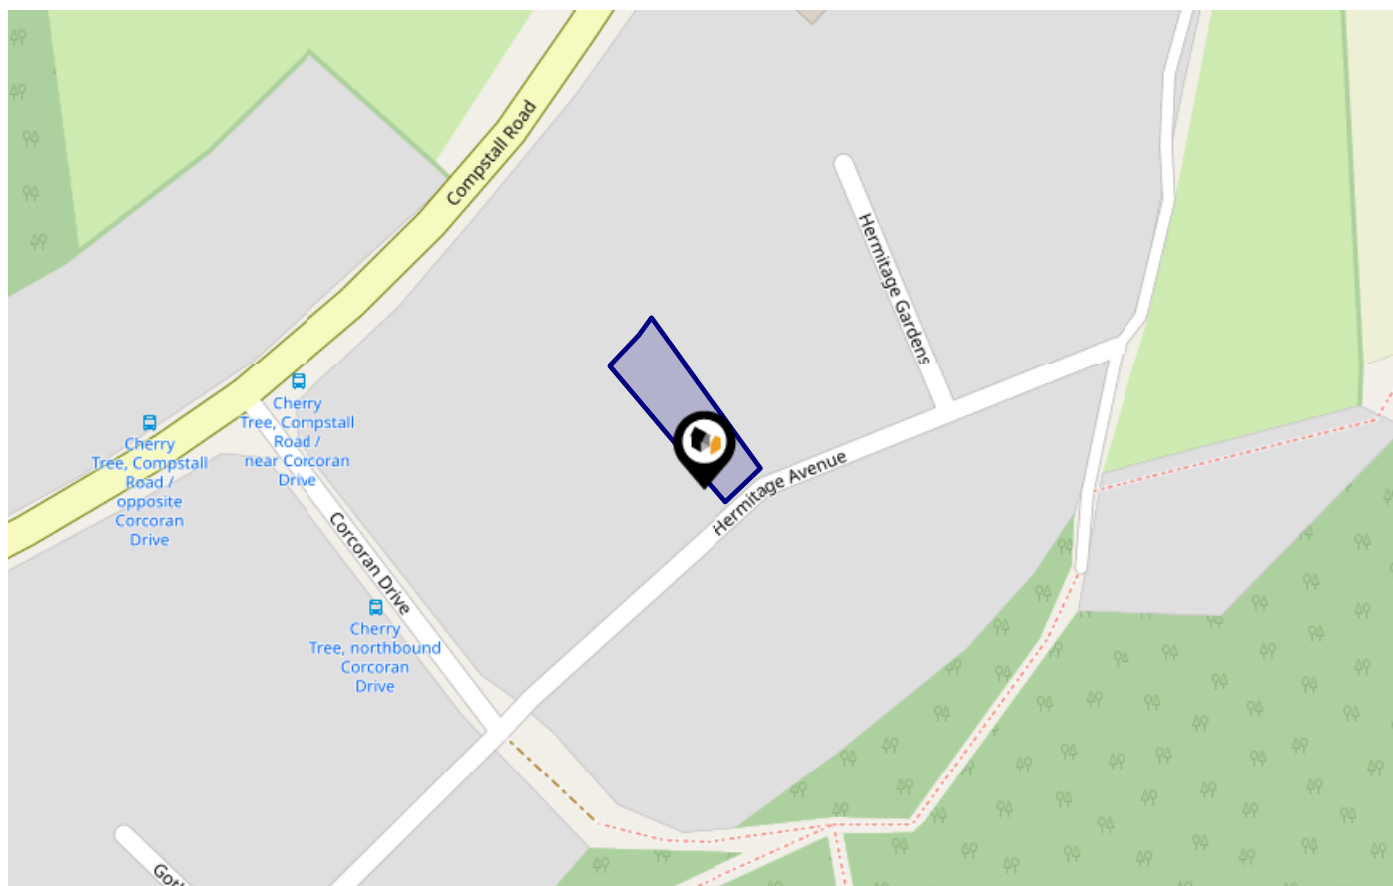 Compstall Road
Hermitage Gardens
Cherry
Tree, Compstall
Road /
near Corcoran
Drive
Cherry
Tree, Compstall
Road /
opposite
Corcoran
Drive
Hermitage Avenue
Corcoran Drive
Cherry
Tree, northbound
Corcoran
Drive